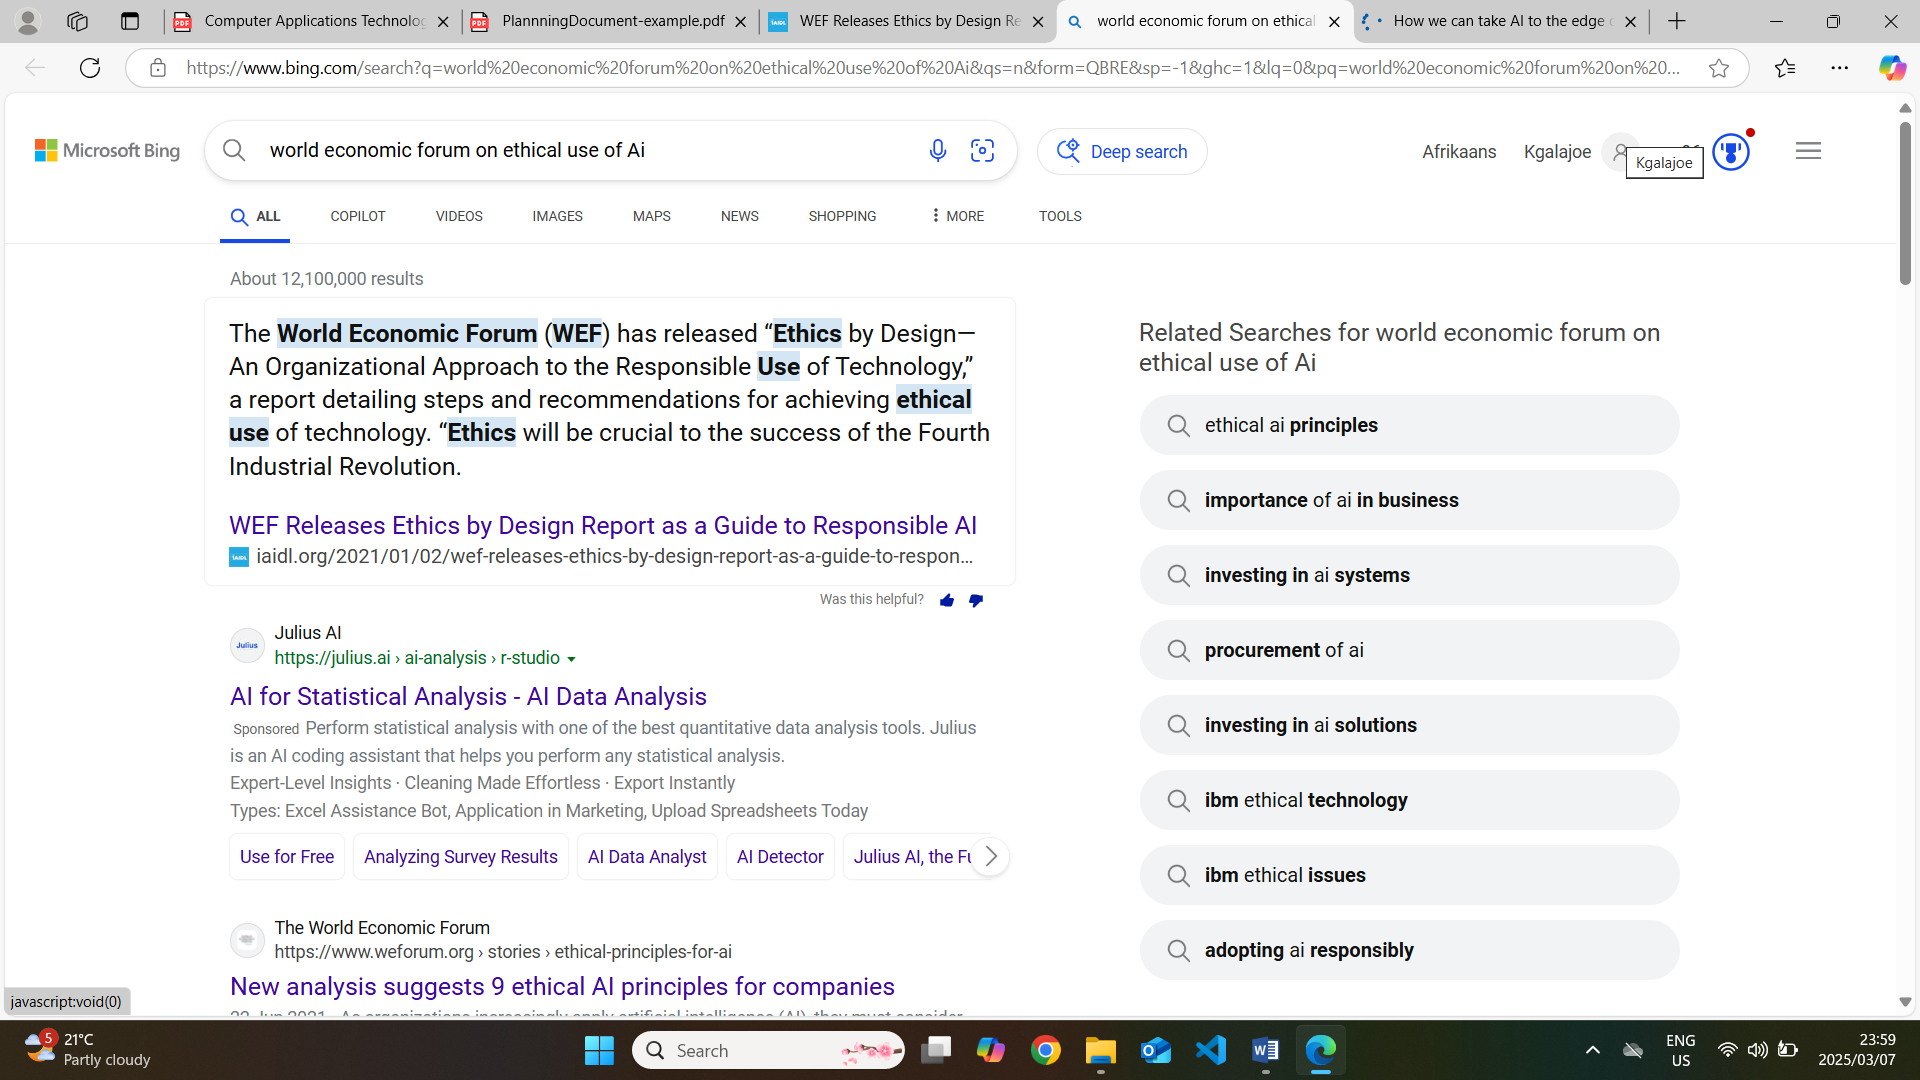 Computer Applications Technolog
PlannningDocument-example.pdf
WEF Releases Ethics by Design Re
world economic forum on ethical
How we can take AI to the edge
https://www.bing.com/search?q=world%20economic%20forum%20on%20ethical%20use%20of%20Ai&qs=n&form=QBRE&sp=-1&ghc=1&lq=0&pq=world%20economic%20forum%20on%20...
Microsoft Bing
world economic forum on ethical use of Ai
Deep search
Afrikaans
Kgalajoe
Kgalajoe
ALL
COPILOT
VIDEOS
IMAGES
MAPS
NEWS
SHOPPING
MORE
TOOLS
About 12,100,000 results
The World Economic Forum (WEF) has released “Ethics by Design—
An Organizational Approach to the Responsible Use of Technology,”
a report detailing steps and recommendations for achieving ethical
use of technology. “Ethics will be crucial to the success of the Fourth
Industrial Revolution.
WEF Releases Ethics by Design Report as a Guide to Responsible AI
iaidl.org/2021/01/02/wef-releases-ethics-by-design-report-as-a-guide-to-respon...
Was this helpful?
Julius
Julius AI
https://julius.ai › ai-analysis › r-studio
AI for Statistical Analysis - AI Data Analysis
Sponsored Perform statistical analysis with one of the best quantitative data analysis tools. Julius
is an AI coding assistant that helps you perform any statistical analysis.
Expert-Level Insights · Cleaning Made Effortless · Export Instantly
Types: Excel Assistance Bot, Application in Marketing, Upload Spreadsheets Today
Use for Free
Analyzing Survey Results
AI Data Analyst
AI Detector
Julius AI, the Fu
The World Economic Forum
https://www.weforum.org › stories › ethical-principles-for-ai
New analysis suggests 9 ethical AI principles for companies
Related Searches for world economic forum on
ethical use of Ai
ethical ai principles
importance of ai in business
investing in ai systems
procurement of ai
investing in ai solutions
ibm ethical technology
ibm ethical issues
adopting ai responsibly
javascript:void(0)
5
21°C
Partly cloudy
Search
ENG
US
23:59
2025/03/07